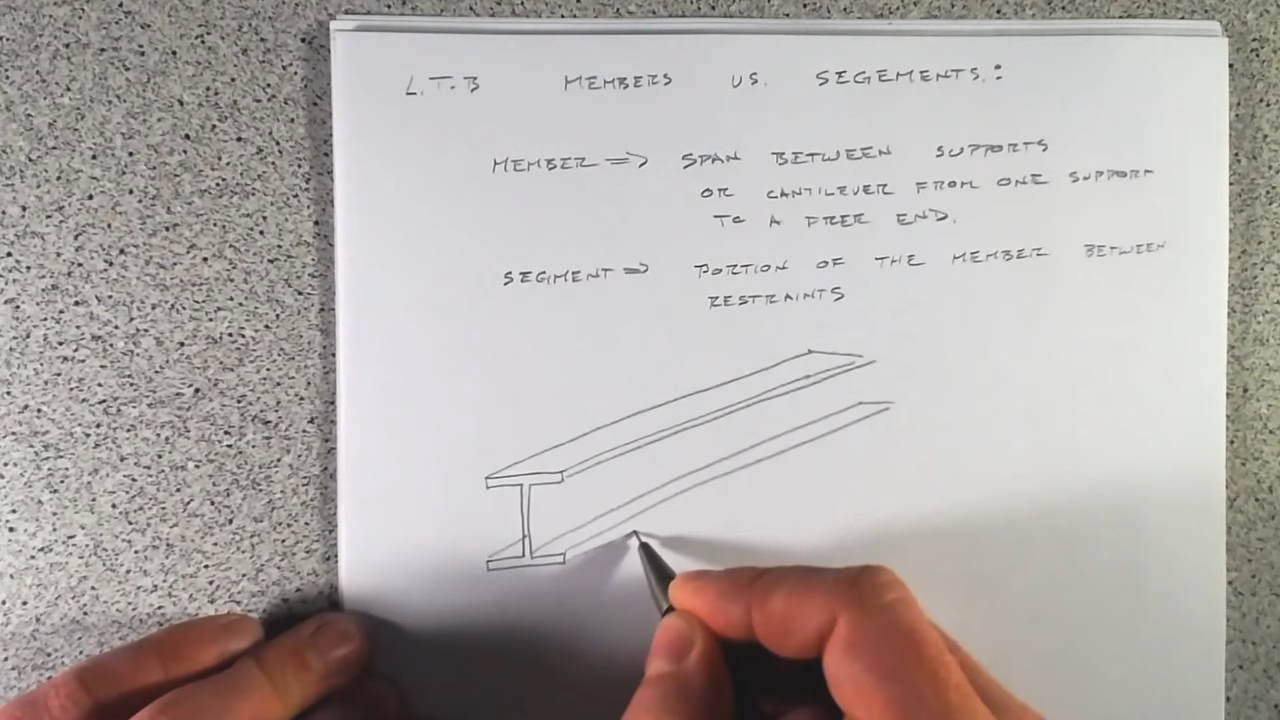 L.T.B MEMBERS VS. SEGEMENTS.:
MEMBER => SPAN BETWEEN SUPPORTS
OR CANTILEVER FROM ONE SUPPORT
TO A FREE END.
SEGMENT => PORTION OF THE MEMBER BETWEEN
RESTRAINTS